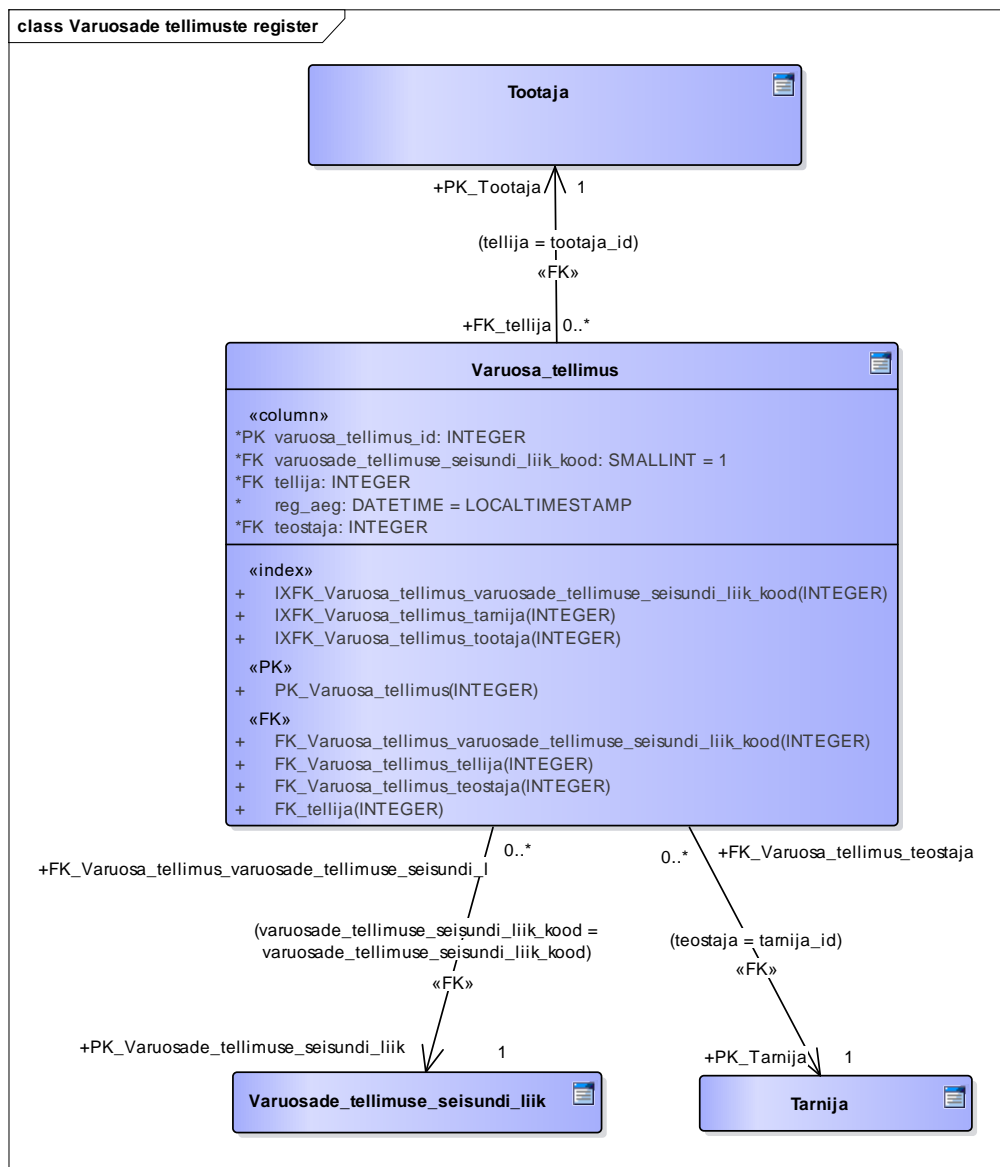 class Varuosade tellimuste register
Tootaja
+PK_Tootaja 1
(tellija = tootaja_id)
«FK»
+FK_tellija 0..*
Varuosa_tellimus
«column»
*PK varuosa_tellimus_id: INTEGER
*FK varuosade_tellimuse_seisundi_liik_kood: SMALLINT = 1
*FK tellija: INTEGER
* reg_aeg: DATETIME = LOCALTIMESTAMP
*FK teostaja: INTEGER
«index»
+ IXFK_Varuosa_tellimus_varuosade_tellimuse_seisundi_liik_kood(INTEGER)
+ IXFK_Varuosa_tellimus_tarnija(INTEGER)
+ IXFK_Varuosa_tellimus_tootaja(INTEGER)
«PK»
+ PK_Varuosa_tellimus(INTEGER)
«FK»
+ FK_Varuosa_tellimus_varuosade_tellimuse_seisundi_liik_kood(INTEGER)
+ FK_Varuosa_tellimus_tellija(INTEGER)
+ FK_Varuosa_tellimus_teostaja(INTEGER)
+ FK_tellija(INTEGER)
0..*
+FK_Varuosa_tellimus_varuosade_tellimuse_seisundi_l
0..*
+FK_Varuosa_tellimus_teostaja
(varuosade_tellimuse_seisundi_liik_kood =
varuosade_tellimuse_seisundi_liik_kood)
«FK»
(teostaja = tarnija_id)
«FK»
+PK_Varuosade_tellimuse_seisundi_liik 1
+PK_Tarnija 1
Varuosade_tellimuse_seisundi_liik
Tarnija